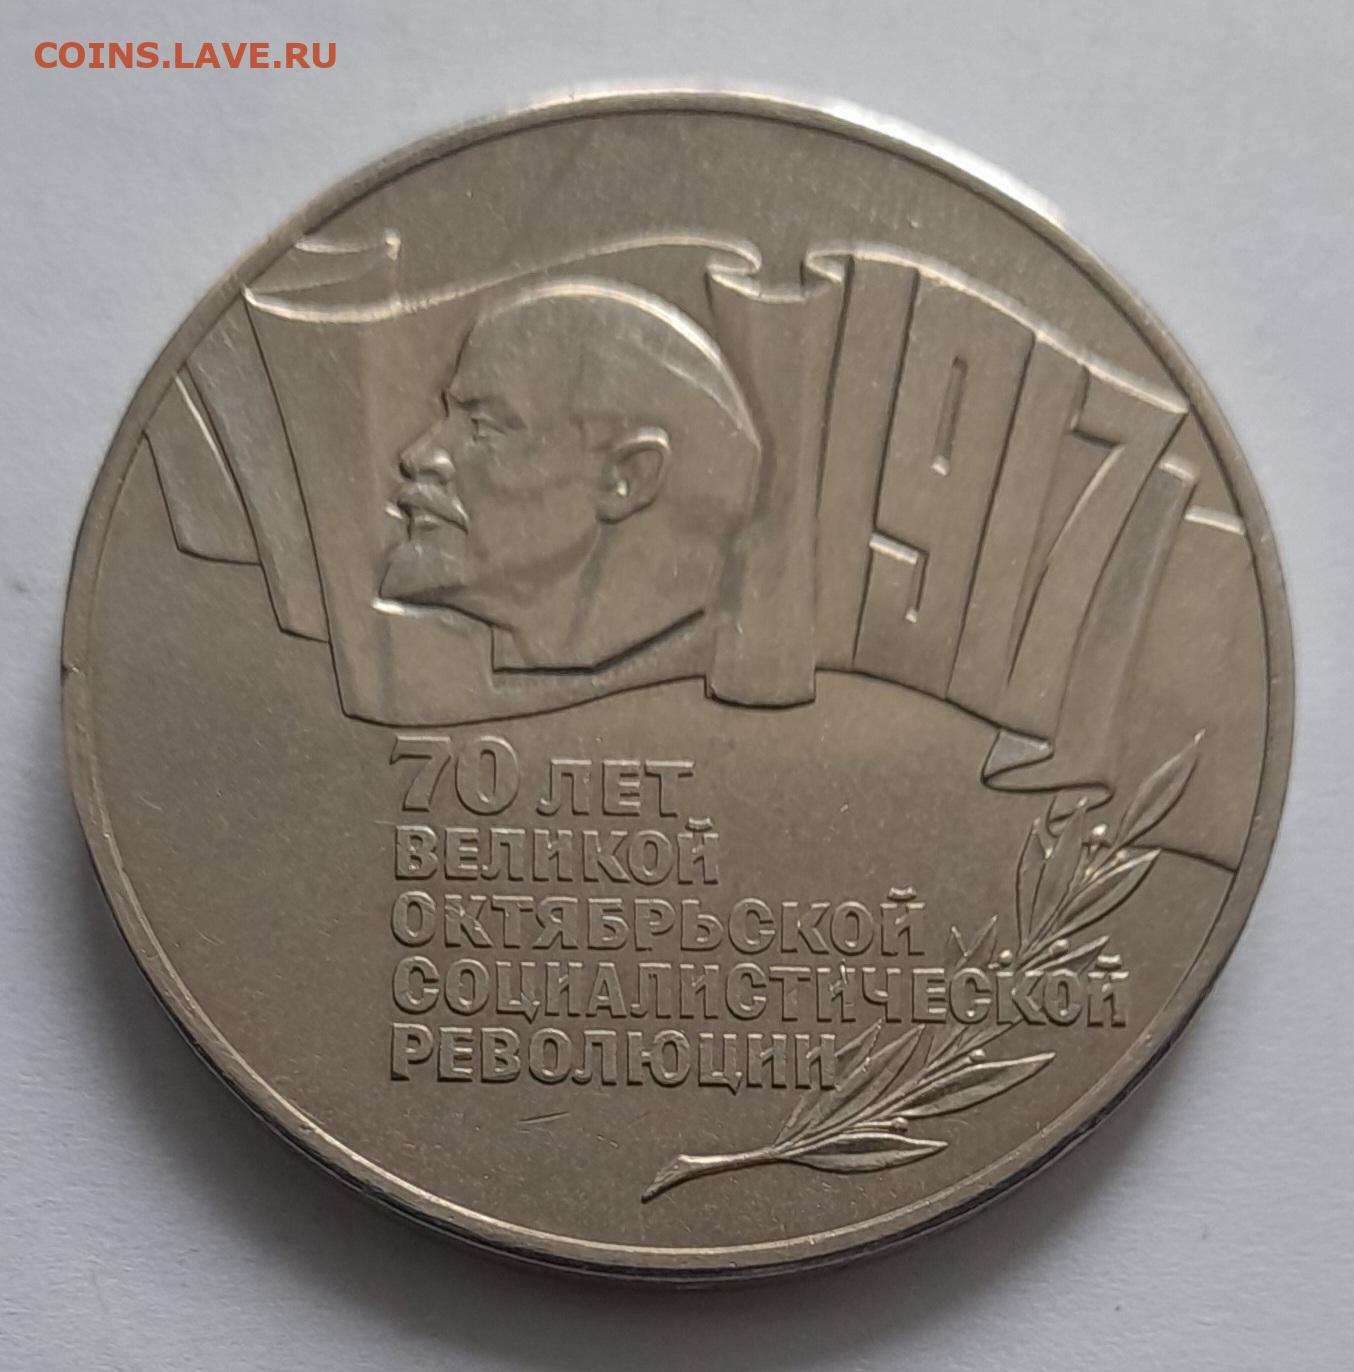 COINS.LAVE.RU
1917
70 ЛЕТ
ВЕЛИКОЙ
ОКТЯБРЬСКОЙ
СОЦИАЛИСТИЧЕСКОЙ
РЕВОЛЮЦИИ